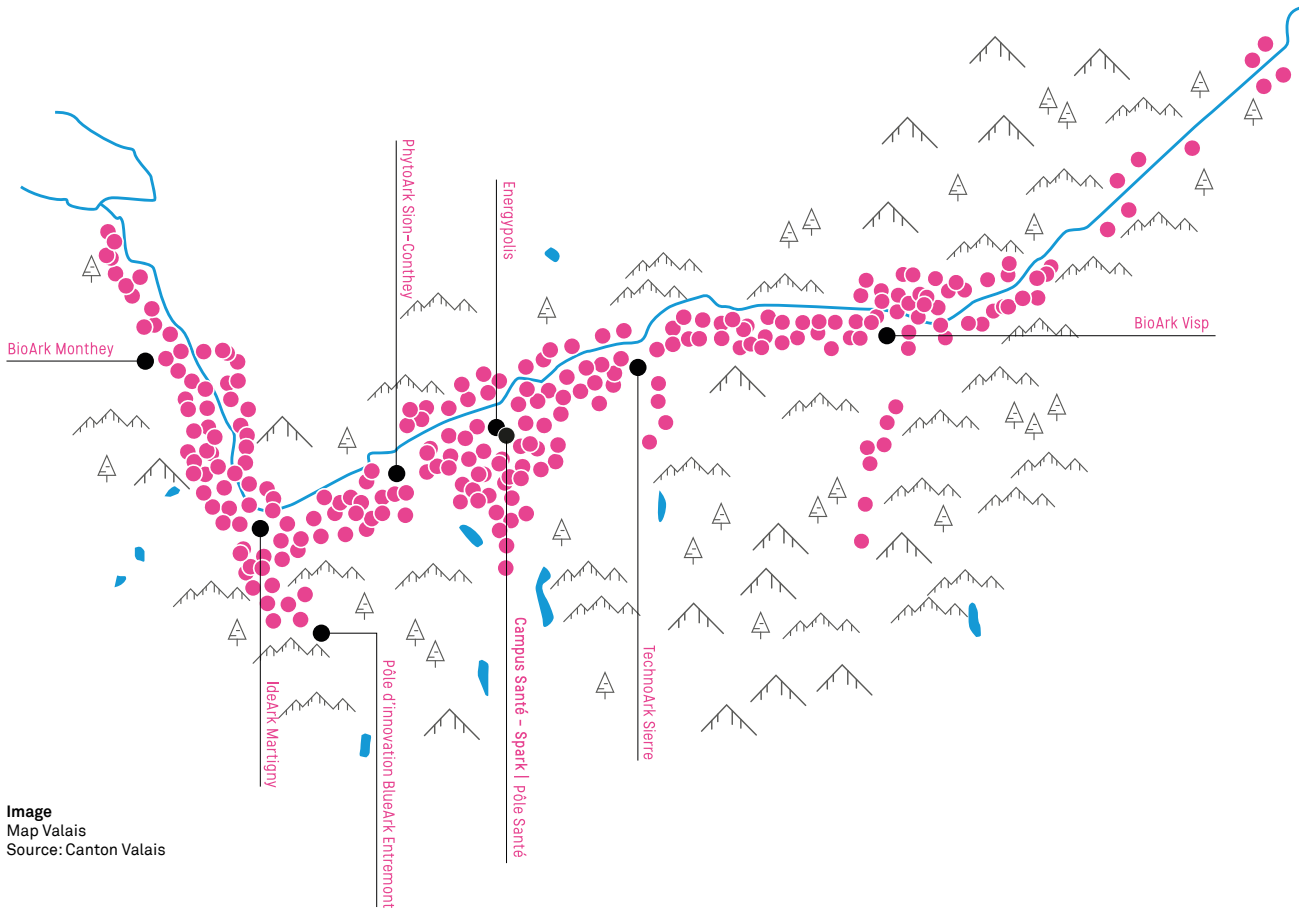 PhytoArk Sion-Conthey
Energypolis
BioArk Visp
BioArk Monthey
TechnoArk Sierre
Campus Santé - Spark | Pôle Santé
IdeArk Martigny
Pôle d'innovation BlueArk Entremont
Image
Map Valais
Source: Canton Valais